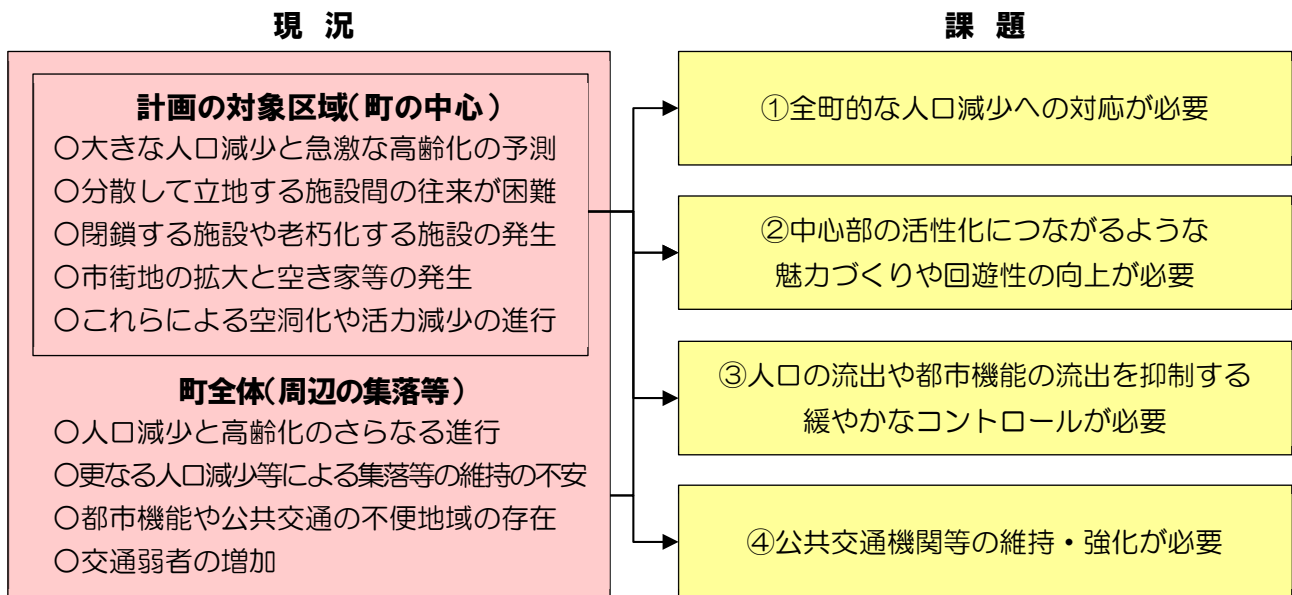 現 況
計画の対象区域(町の中心)
○大きな人口減少と急激な高齢化の予測
○分散して立地する施設間の往来が困難
○閉鎖する施設や老朽化する施設の発生
○市街地の拡大と空き家等の発生
○これらによる空洞化や活力減少の進行
町全体(周辺の集落等)
○人口減少と高齢化のさらなる進行
○更なる人口減少等による集落等の維持の不安
○都市機能や公共交通の不便地域の存在
○交通弱者の増加
課 題
①全町的な人口減少への対応が必要
②中心部の活性化につながるような
魅力づくりや回遊性の向上が必要
③人口の流出や都市機能の流出を抑制する
緩やかなコントロールが必要
④公共交通機関等の維持・強化が必要